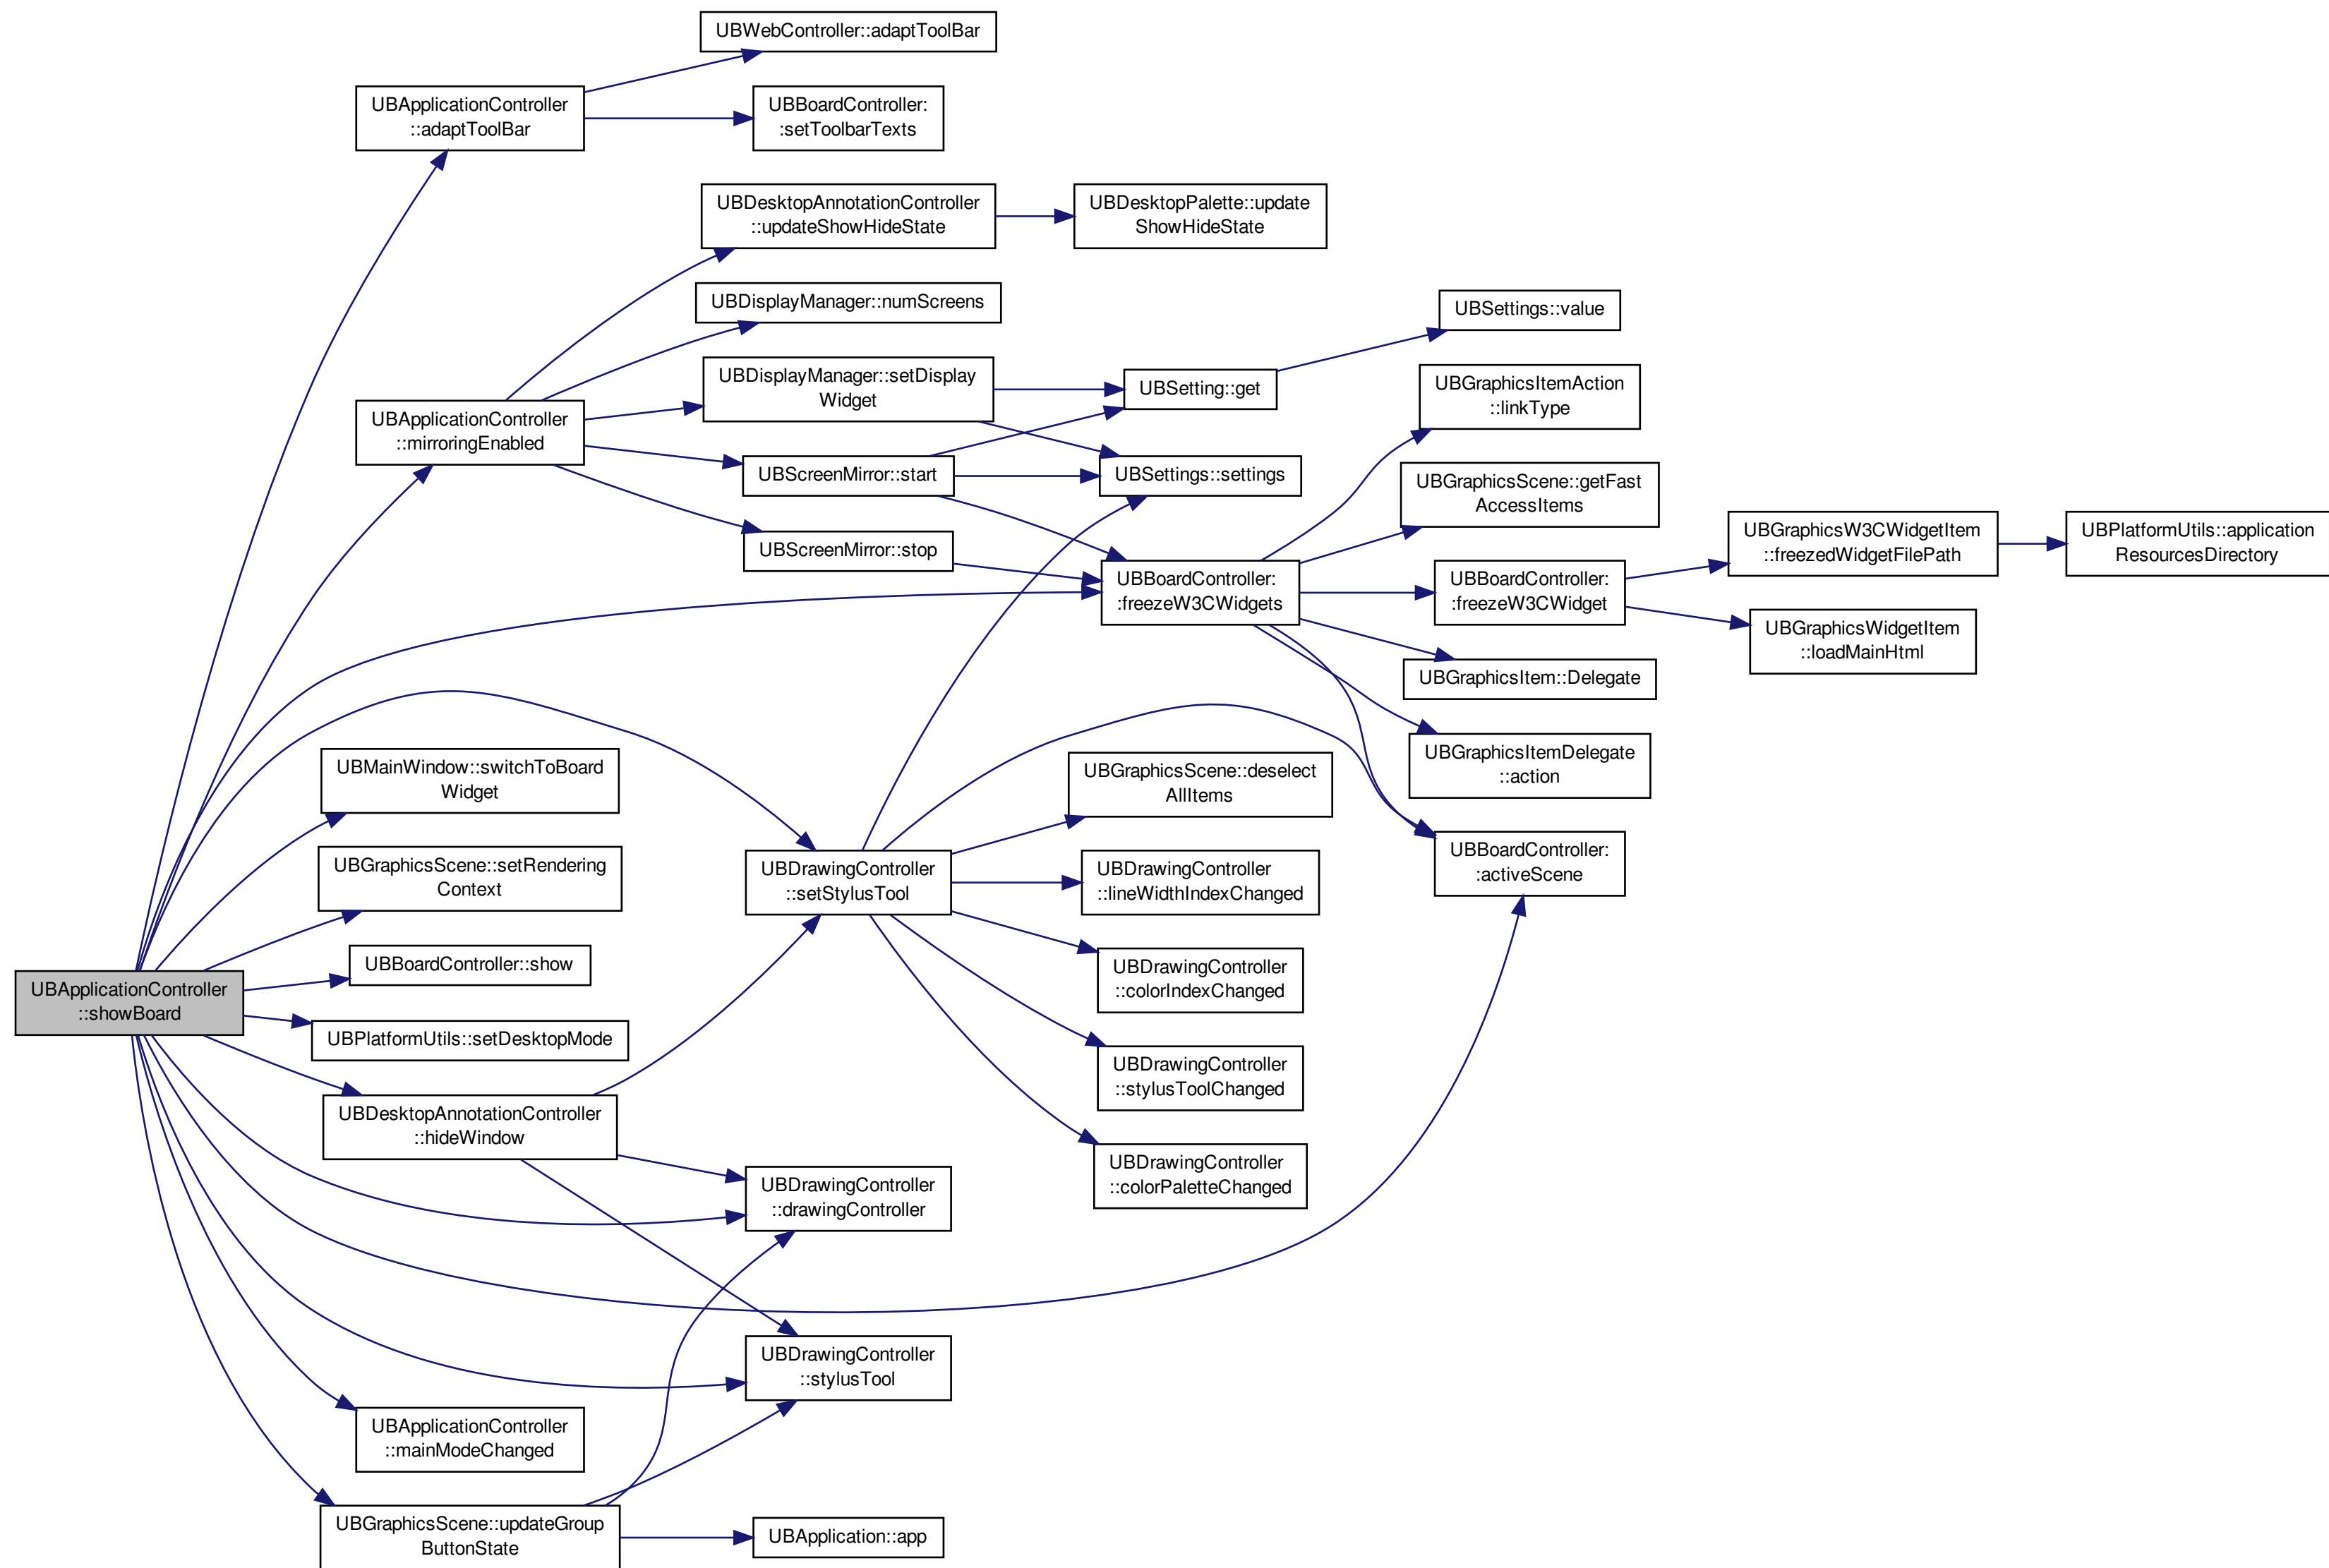 UBWebController::adaptToolBar
UBApplicationController
::adaptToolBar
UBBoardController:
:setToolbarTexts
UBDesktopAnnotationController
::updateShowHideState
UBDesktopPalette::update
ShowHideState
UBDisplayManager::numScreens
UBSettings::value
UBDisplayManager::setDisplay
Widget
UBSetting::get
UBGraphicsItemAction
::linkType
UBApplicationController
::mirroringEnabled
UBScreenMirror::start
UBSettings::settings
UBGraphicsScene::getFast
AccessItems
UBScreenMirror::stop
UBGraphicsW3CWidgetItem
::freezedWidgetFilePath
UBPlatformUtils::application
ResourcesDirectory
UBBoardController:
:freezeW3CWidgets
UBBoardController:
:freezeW3CWidget
UBGraphicsWidgetItem
::loadMainHtml
UBGraphicsItem::Delegate
UBMainWindow::switchToBoard
Widget
UBGraphicsScene::deselect
AllItems
UBGraphicsItemDelegate
::action
UBGraphicsScene::setRendering
Context
UBDrawingController
::setStylusTool
UBDrawingController
::lineWidthIndexChanged
UBBoardController:
:activeScene
UBBoardController::show
UBDrawingController
::colorIndexChanged
UBApplicationController
::showBoard
UBPlatformUtils::setDesktopMode
UBDrawingController
::stylusToolChanged
UBDesktopAnnotationController
::hideWindow
UBDrawingController
::colorPaletteChanged
UBDrawingController
::drawingController
UBDrawingController
::stylusTool
UBApplicationController
::mainModeChanged
UBGraphicsScene::updateGroup
ButtonState
UBApplication::app